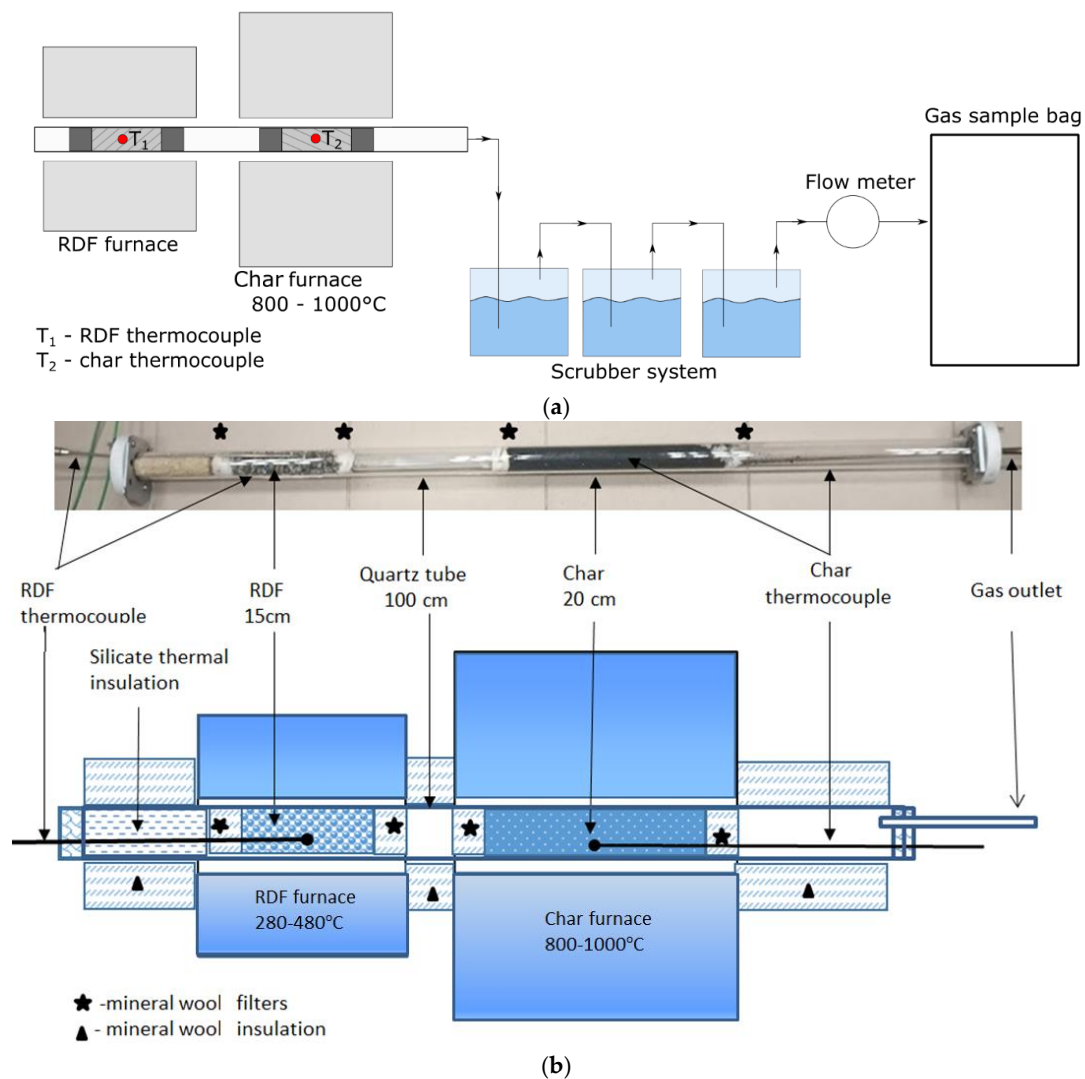 T1
T2
RDF furnace
Char furnace
800 - 1000°C
T1 - RDF thermocouple
T2 - char thermocouple
Scrubber system
Flow meter
Gas sample bag
(a)
RDF
thermocouple
RDF
15cm
Quartz tube
100 cm
Char
20 cm
Char
thermocouple
Gas outlet
Silicate thermal
insulation
RDF furnace
280-480°C
Char furnace
800-1000°C
-mineral wool filters
- mineral wool insulation
(b)